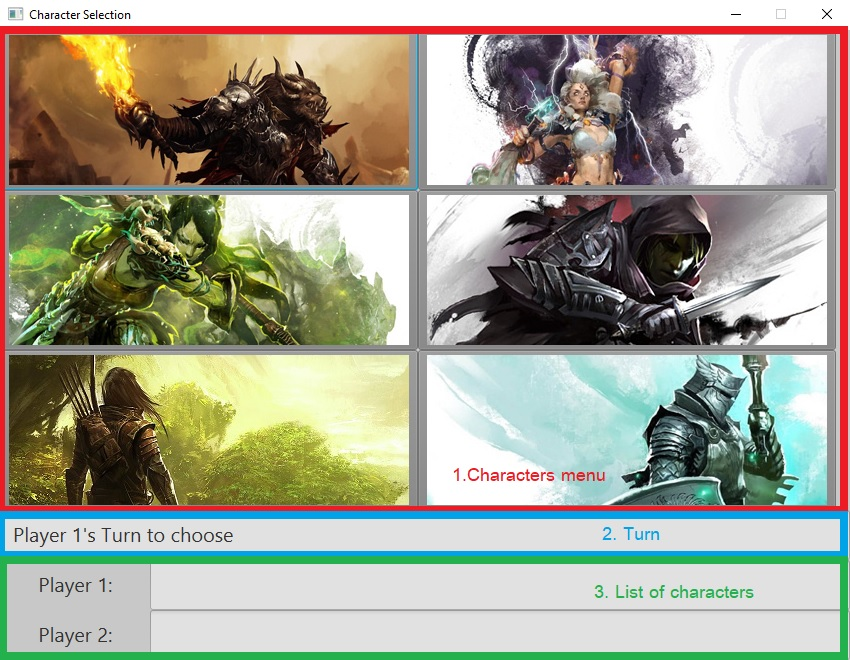 Character Selection
1.Characters menu
Player 1's Turn to choose
2. Turn
Player 1:
3. List of characters
Player 2: